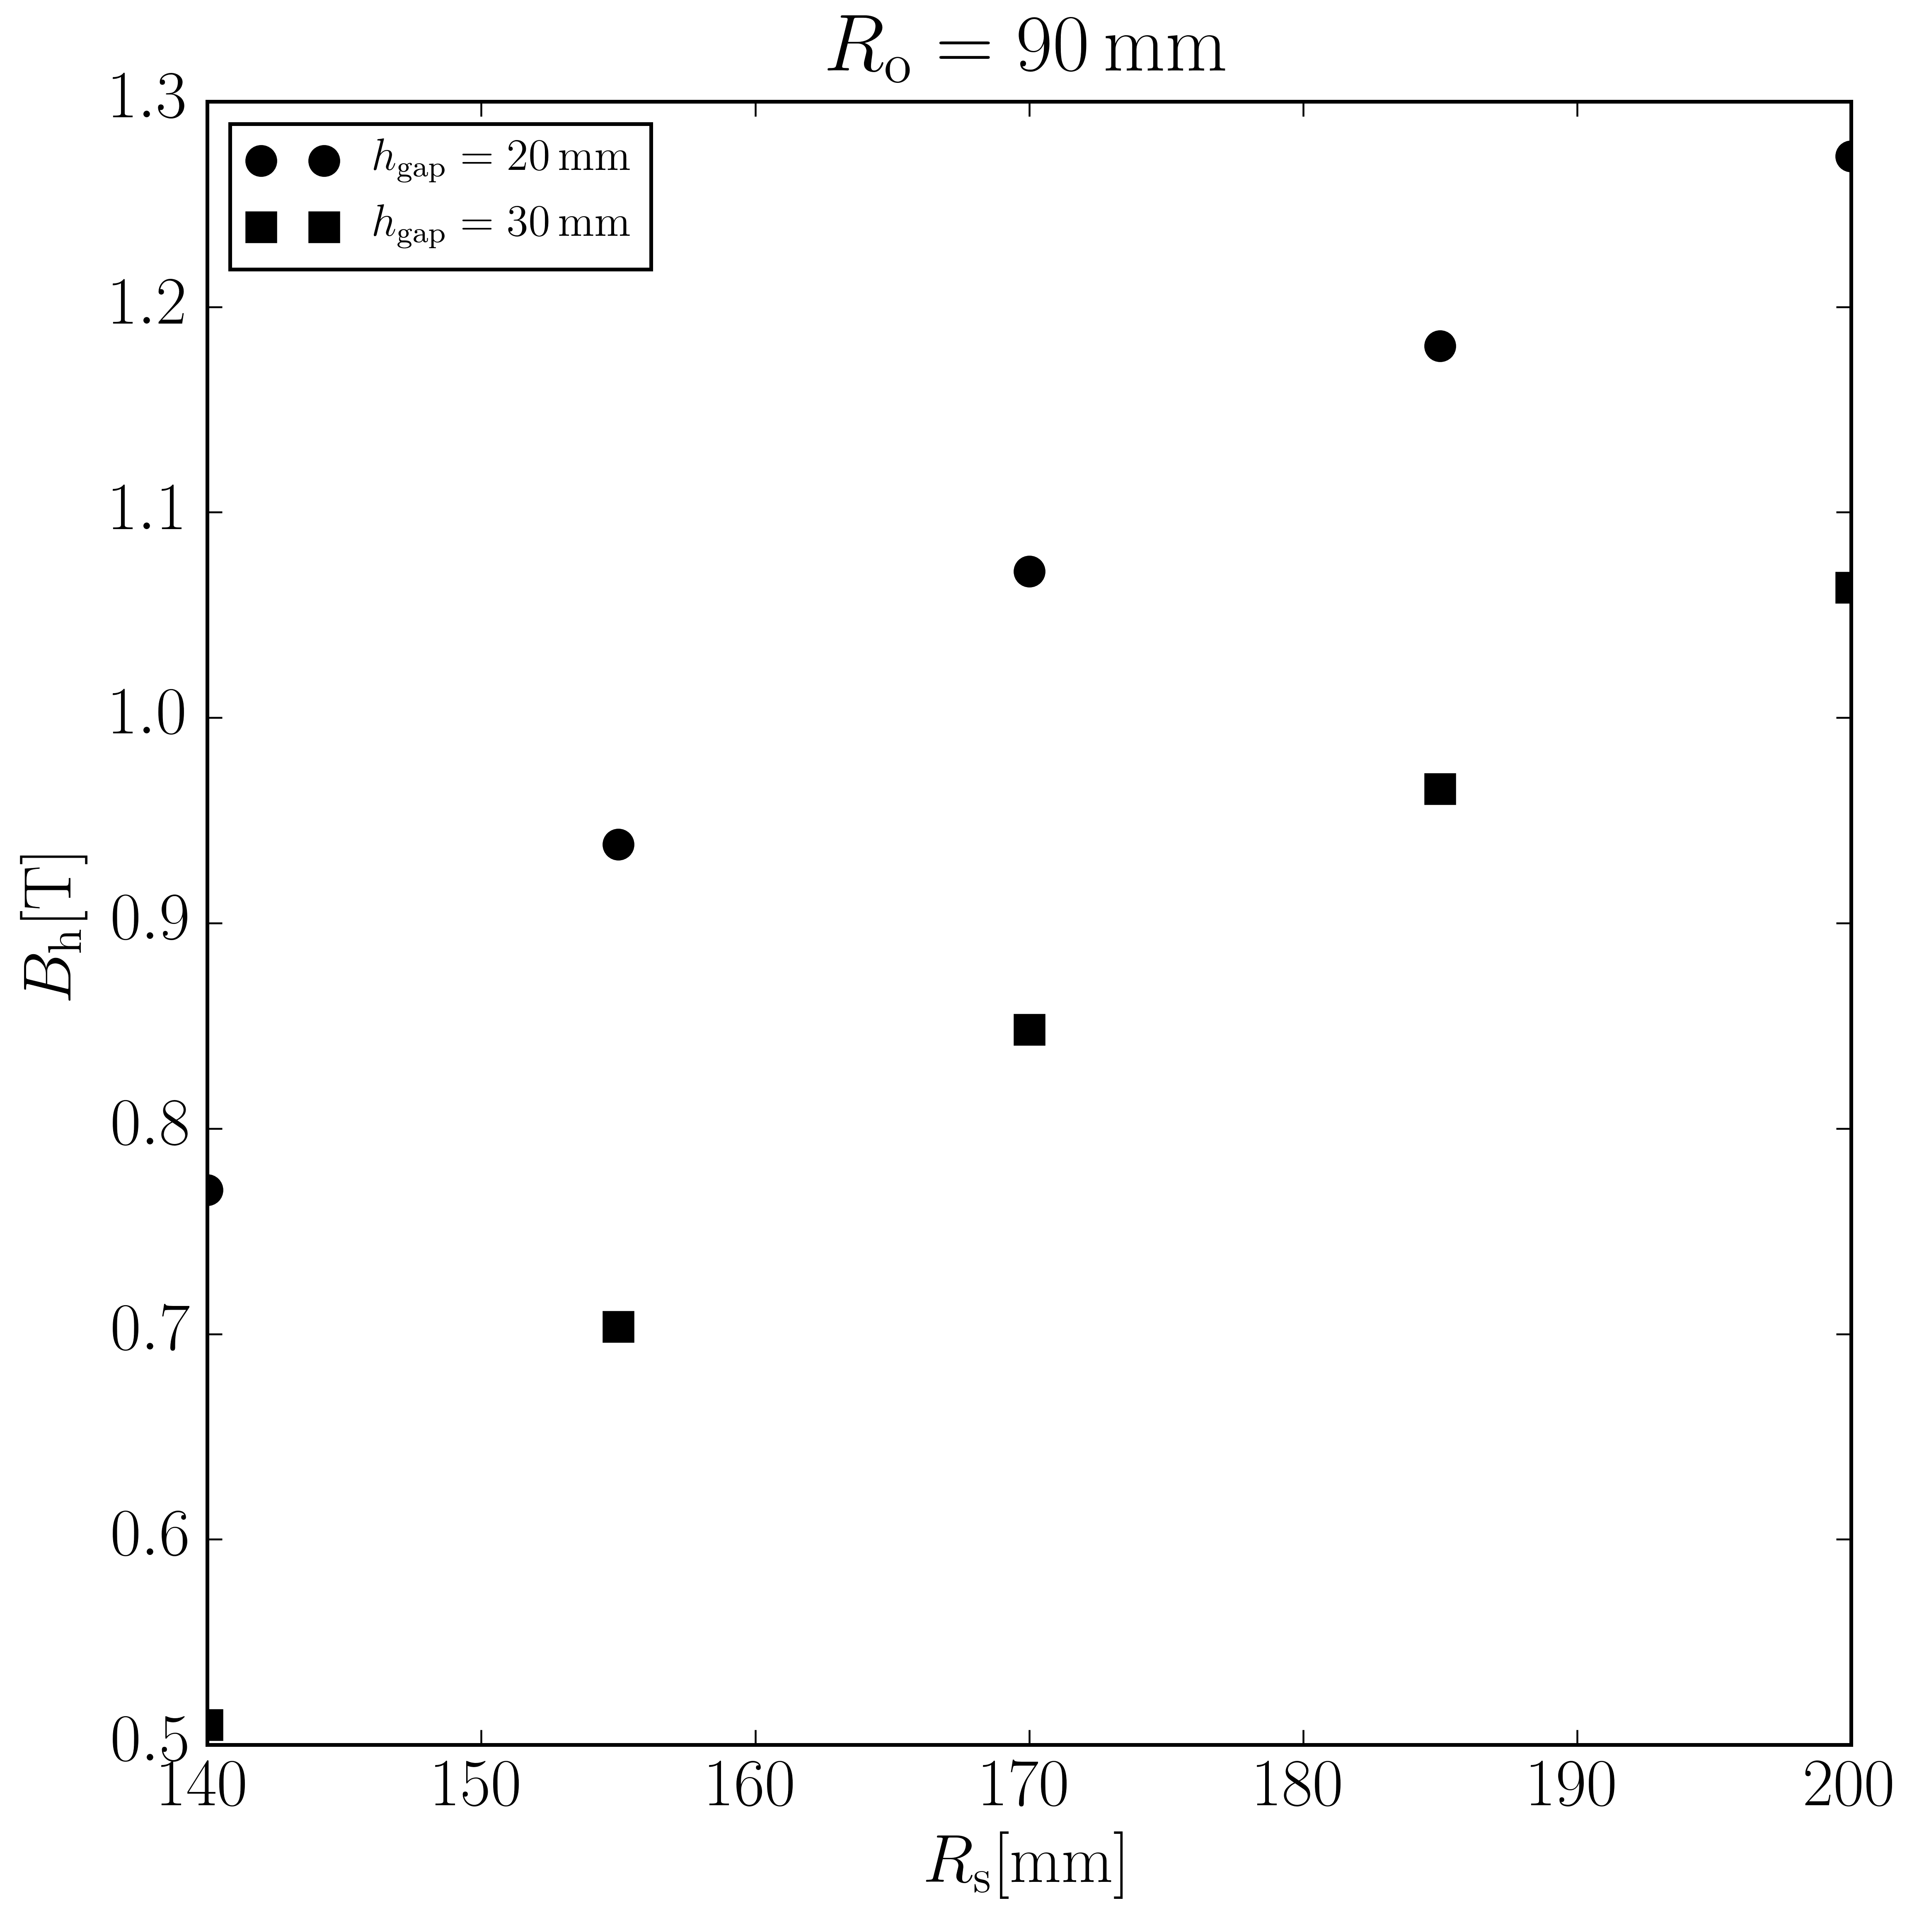 R_o = 90 mm
1.3
h_gap = 20 mm
h_gap = 30 mm
1.2
1.1
1.0
B_h[T]
0.9
0.8
0.7
0.6
0.5
140 150 160 170 180 190 200
R_s[mm]